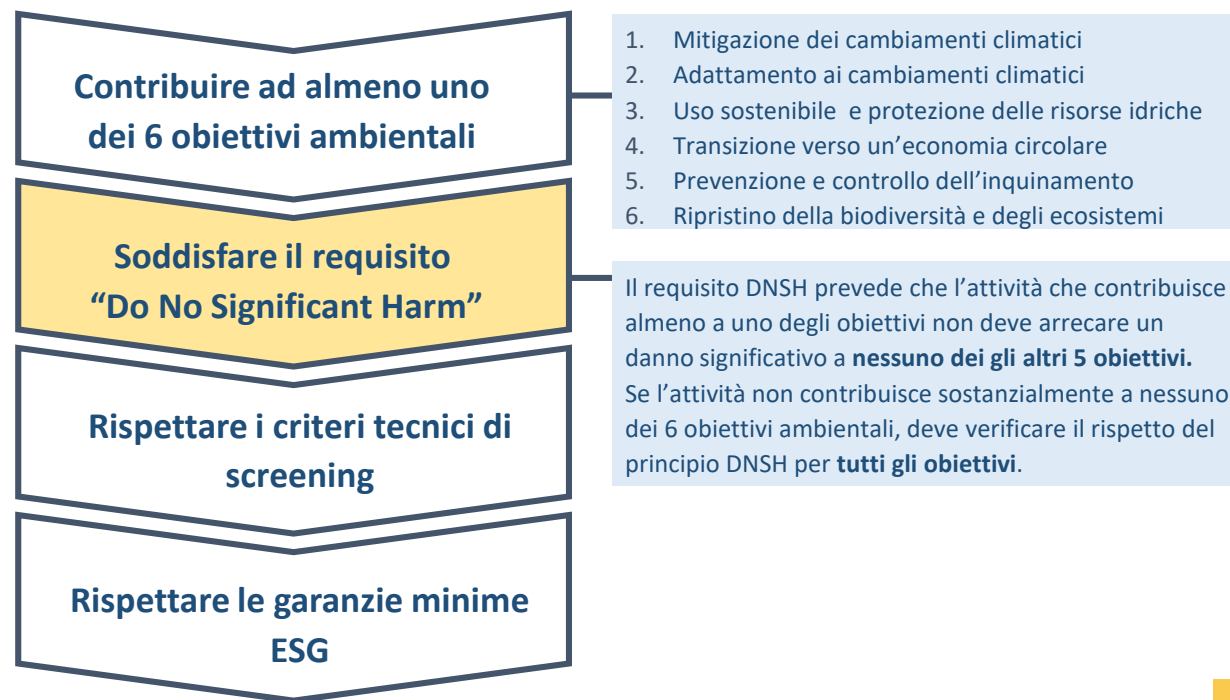 Contribuire ad almeno uno
dei 6 obiettivi ambientali
1. Mitigazione dei cambiamenti climatici
2. Adattamento ai cambiamenti climatici
3. Uso sostenibile e protezione delle risorse idriche
4. Transizione verso un'economia circolare
5. Prevenzione e controllo dell'inquinamento
6. Ripristino della biodiversità e degli ecosistemi
Soddisfare il requisito
“Do No Significant Harm”
Il requisito DNSH prevede che l'attività che contribuisce
almeno a uno degli obiettivi non deve arrecare un
danno significativo a nessuno dei gli altri 5 obiettivi.
Se l'attività non contribuisce sostanzialmente a nessuno
dei 6 obiettivi ambientali, deve verificare il rispetto del
principio DNSH per tutti gli obiettivi.
Rispettare i criteri tecnici di
screening
Rispettare le garanzie minime
ESG